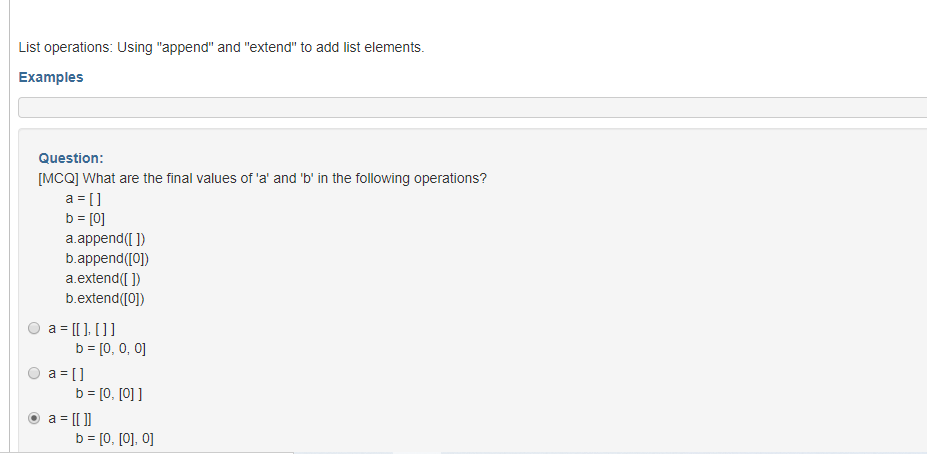 List operations: Using "append" and "extend" to add list elements.
Examples
Question:
[MCQ] What are the final values of 'a' and 'b' in the following operations?
a = [ ]
b = [0]
a.append([ ])
b.append([0])
a.extend([ ])
b.extend([0])
a = [[ ], [ ] ]
b = [0, 0, 0]
a = [ ]
b = [0, [0] ]
a = [[ ]]
b = [0, [0], 0]